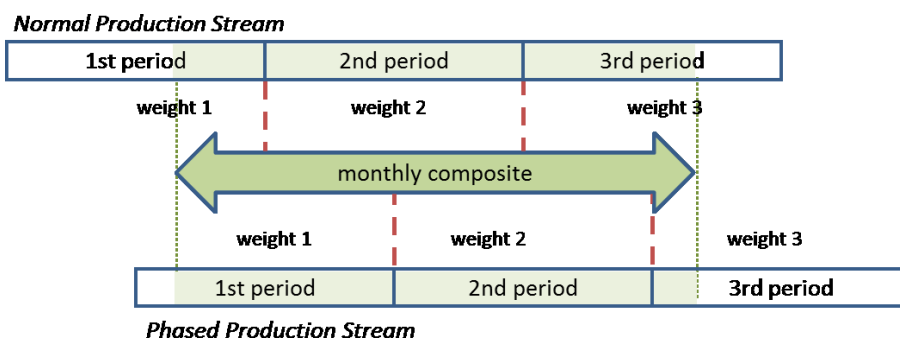 Normal Production Stream
1st period 2nd period 3rd period
weight 1 weight 2 weight 3
monthly composite
weight 1 weight 2 weight 3
1st period 2nd period 3rd period
Phased Production Stream